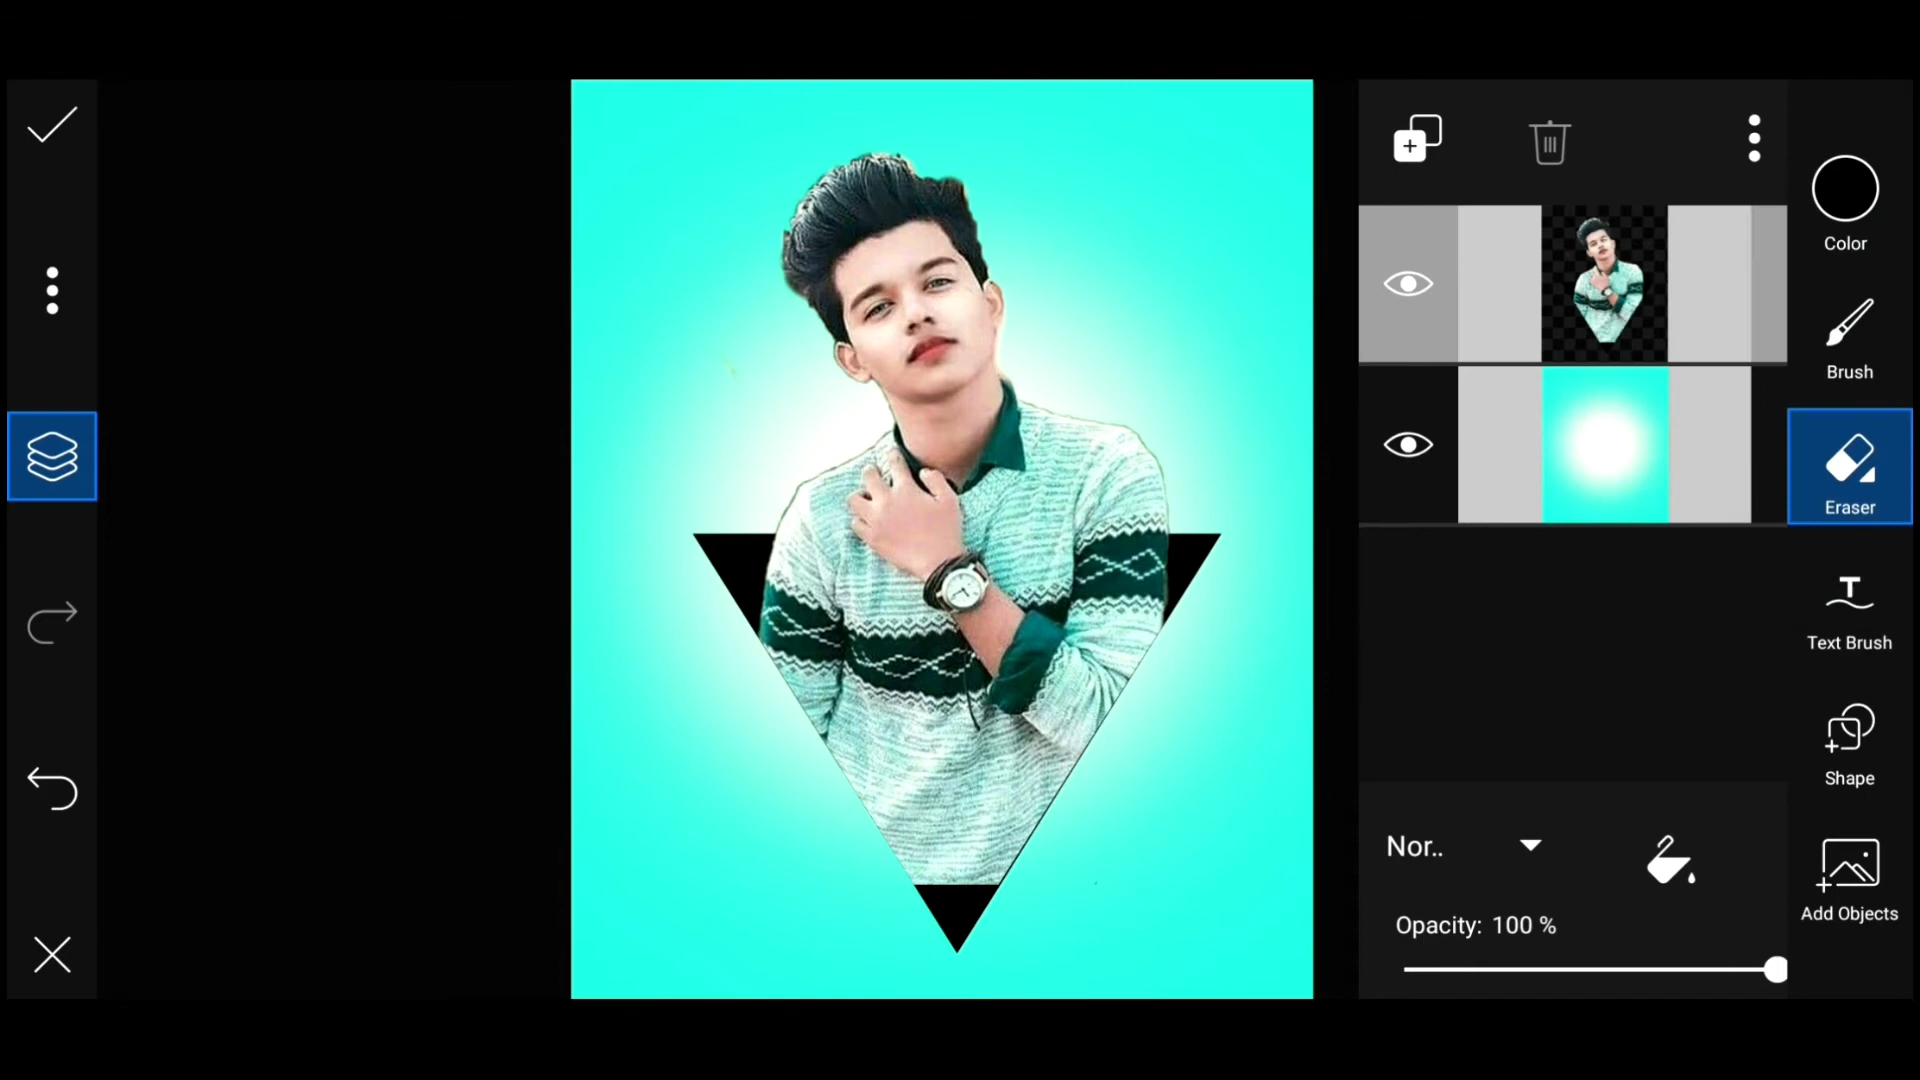 Color
Brush
Eraser
Text Brush
Shape
Add Objects
Nor..
Opacity: 100 %